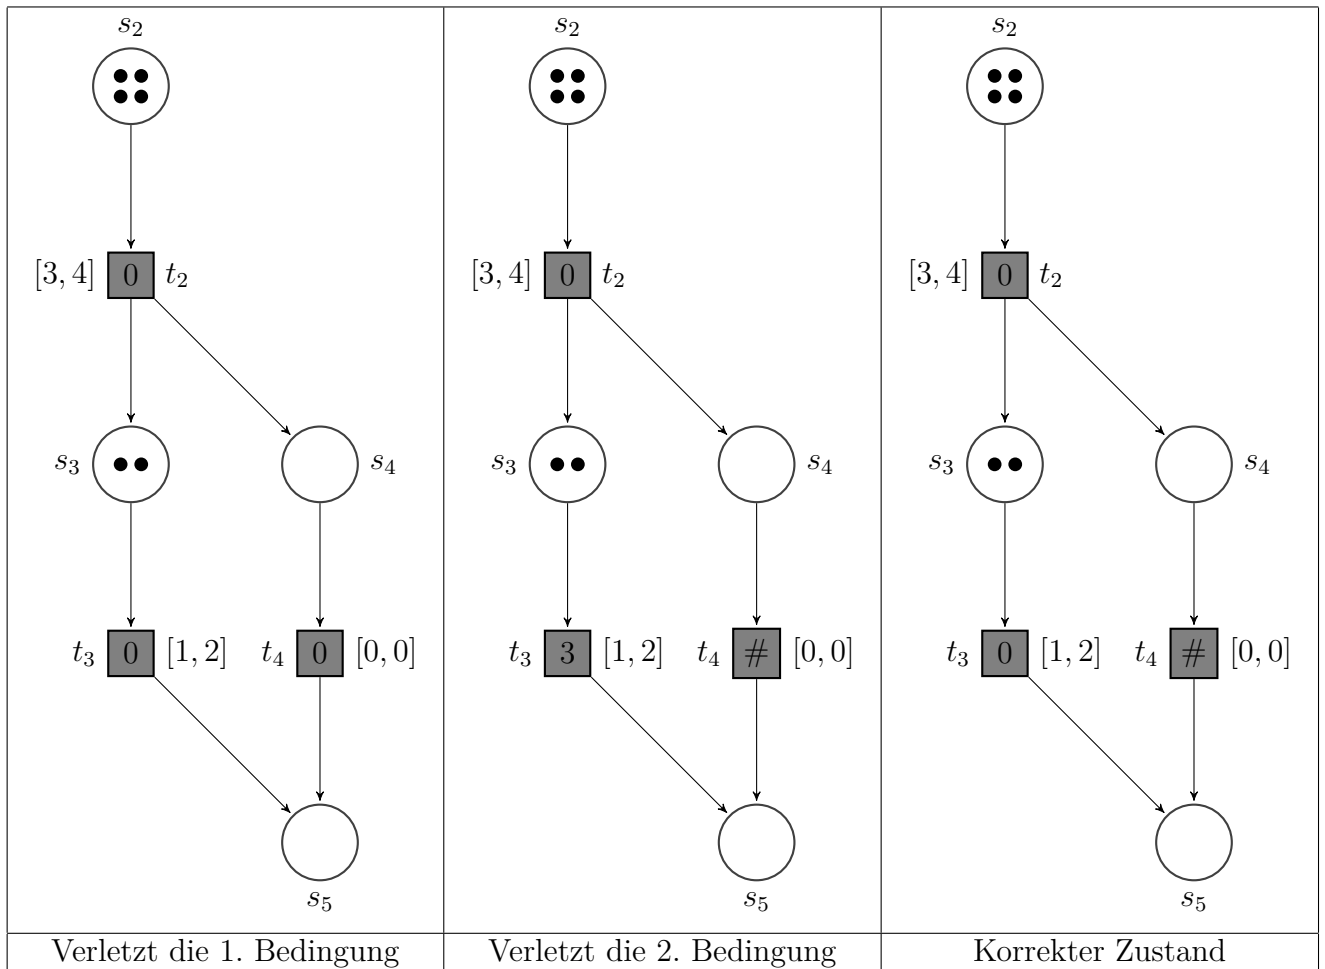 s₂ s₂ s₂
[3, 4] 0 t₂ [3, 4] 0 t₂ [3, 4] 0 t₂
s₃ s₄ s₃ s₄ s₃ s₄
t₃ 0 [1, 2] t₄ 0 [0, 0] t₃ 3 [1, 2] t₄ # [0, 0] t₃ 0 [1, 2] t₄ # [0, 0]
s₅ s₅ s₅
Verletzt die 1. Bedingung Verletzt die 2. Bedingung Korrekter Zustand